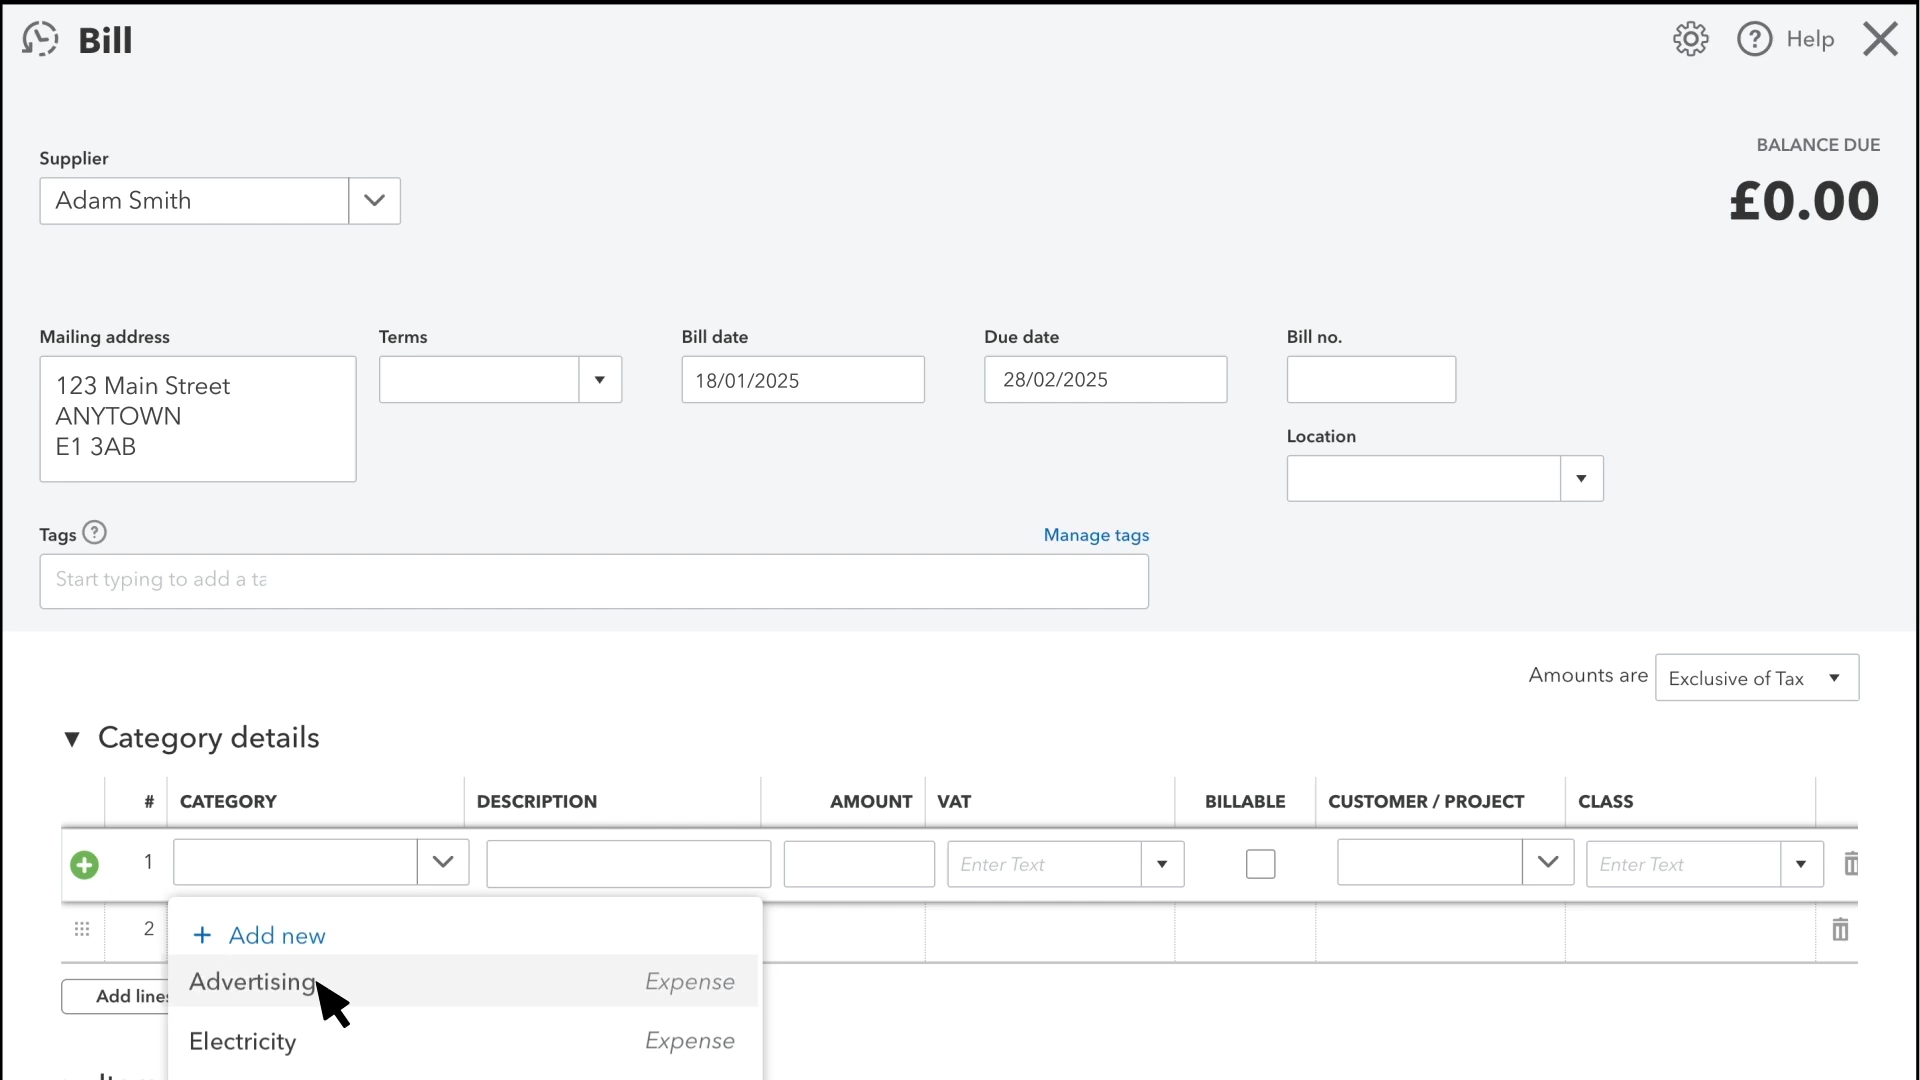 Bill
Help
BALANCE DUE
£0.00
Supplier
Adam Smith
Mailing address
Terms
Bill date
Due date
Bill no.
123 Main Street
ANYTOWN
E1 3AB
18/01/2025
28/02/2025
Location
Tags
Manage tags
Start typing to add a ta
Amounts are
Exclusive of Tax
Category details
# CATEGORY DESCRIPTION AMOUNT VAT BILLABLE CUSTOMER / PROJECT CLASS
1 Enter Text Enter Text
2
+ Add new
Advertising Expense
Add lines
Electricity Expense